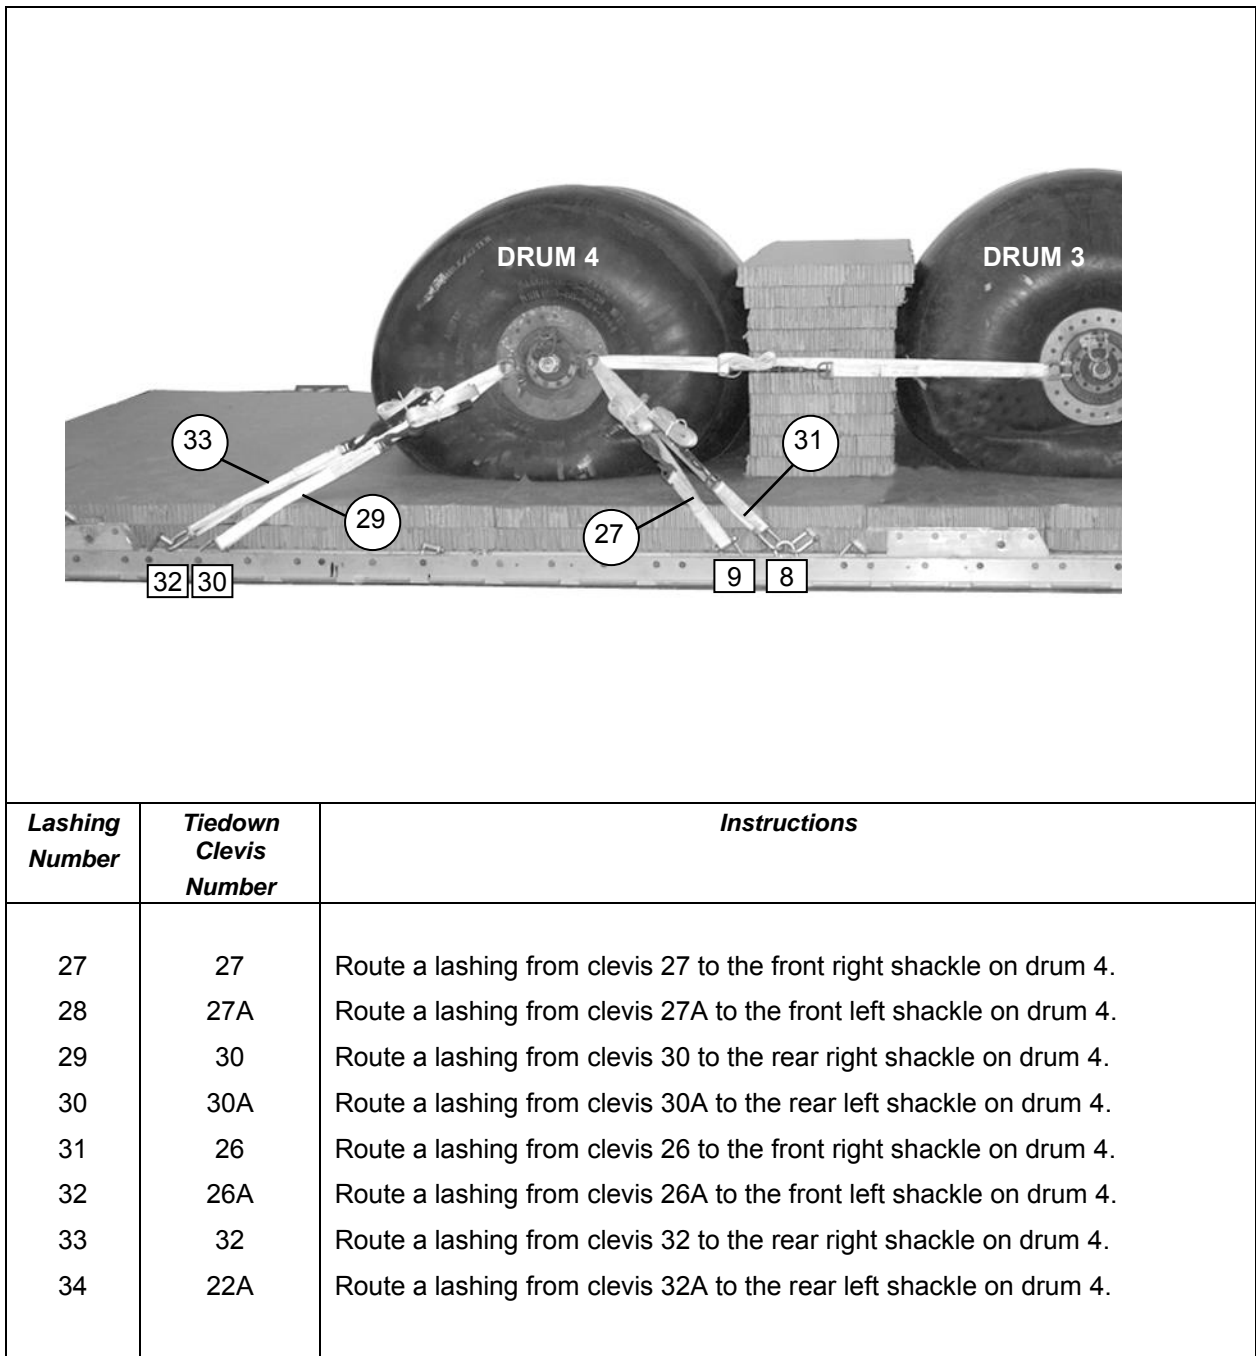 DRUM 4
DRUM 3
33
31
29
27
32 30
9 8
Lashing Number
Tiedown Clevis Number
Instructions
27 27 Route a lashing from clevis 27 to the front right shackle on drum 4.
28 27A Route a lashing from clevis 27A to the front left shackle on drum 4.
29 30 Route a lashing from clevis 30 to the rear right shackle on drum 4.
30 30A Route a lashing from clevis 30A to the rear left shackle on drum 4.
31 26 Route a lashing from clevis 26 to the front right shackle on drum 4.
32 26A Route a lashing from clevis 26A to the front left shackle on drum 4.
33 32 Route a lashing from clevis 32 to the rear right shackle on drum 4.
34 22A Route a lashing from clevis 32A to the rear left shackle on drum 4.